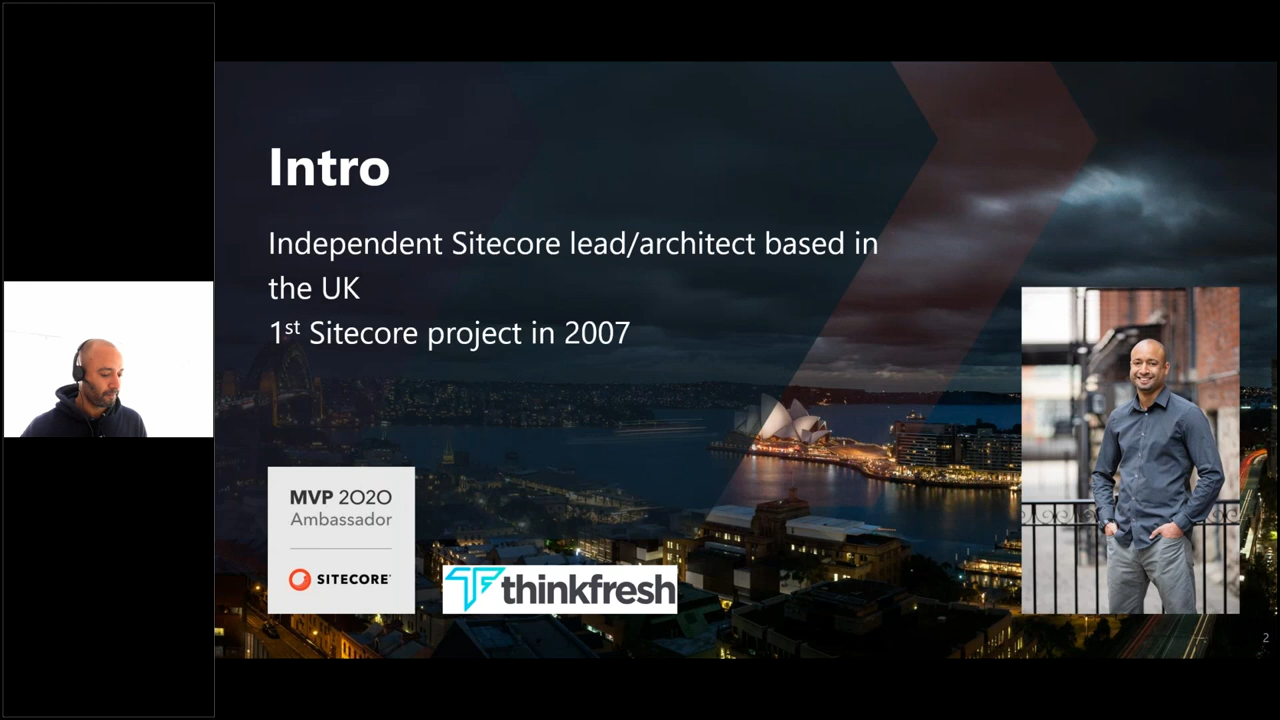 Intro
Independent Sitecore lead/architect based in
the UK
1st Sitecore project in 2007
MVP 2020
Ambassador
SITECORE
thinkfresh
2